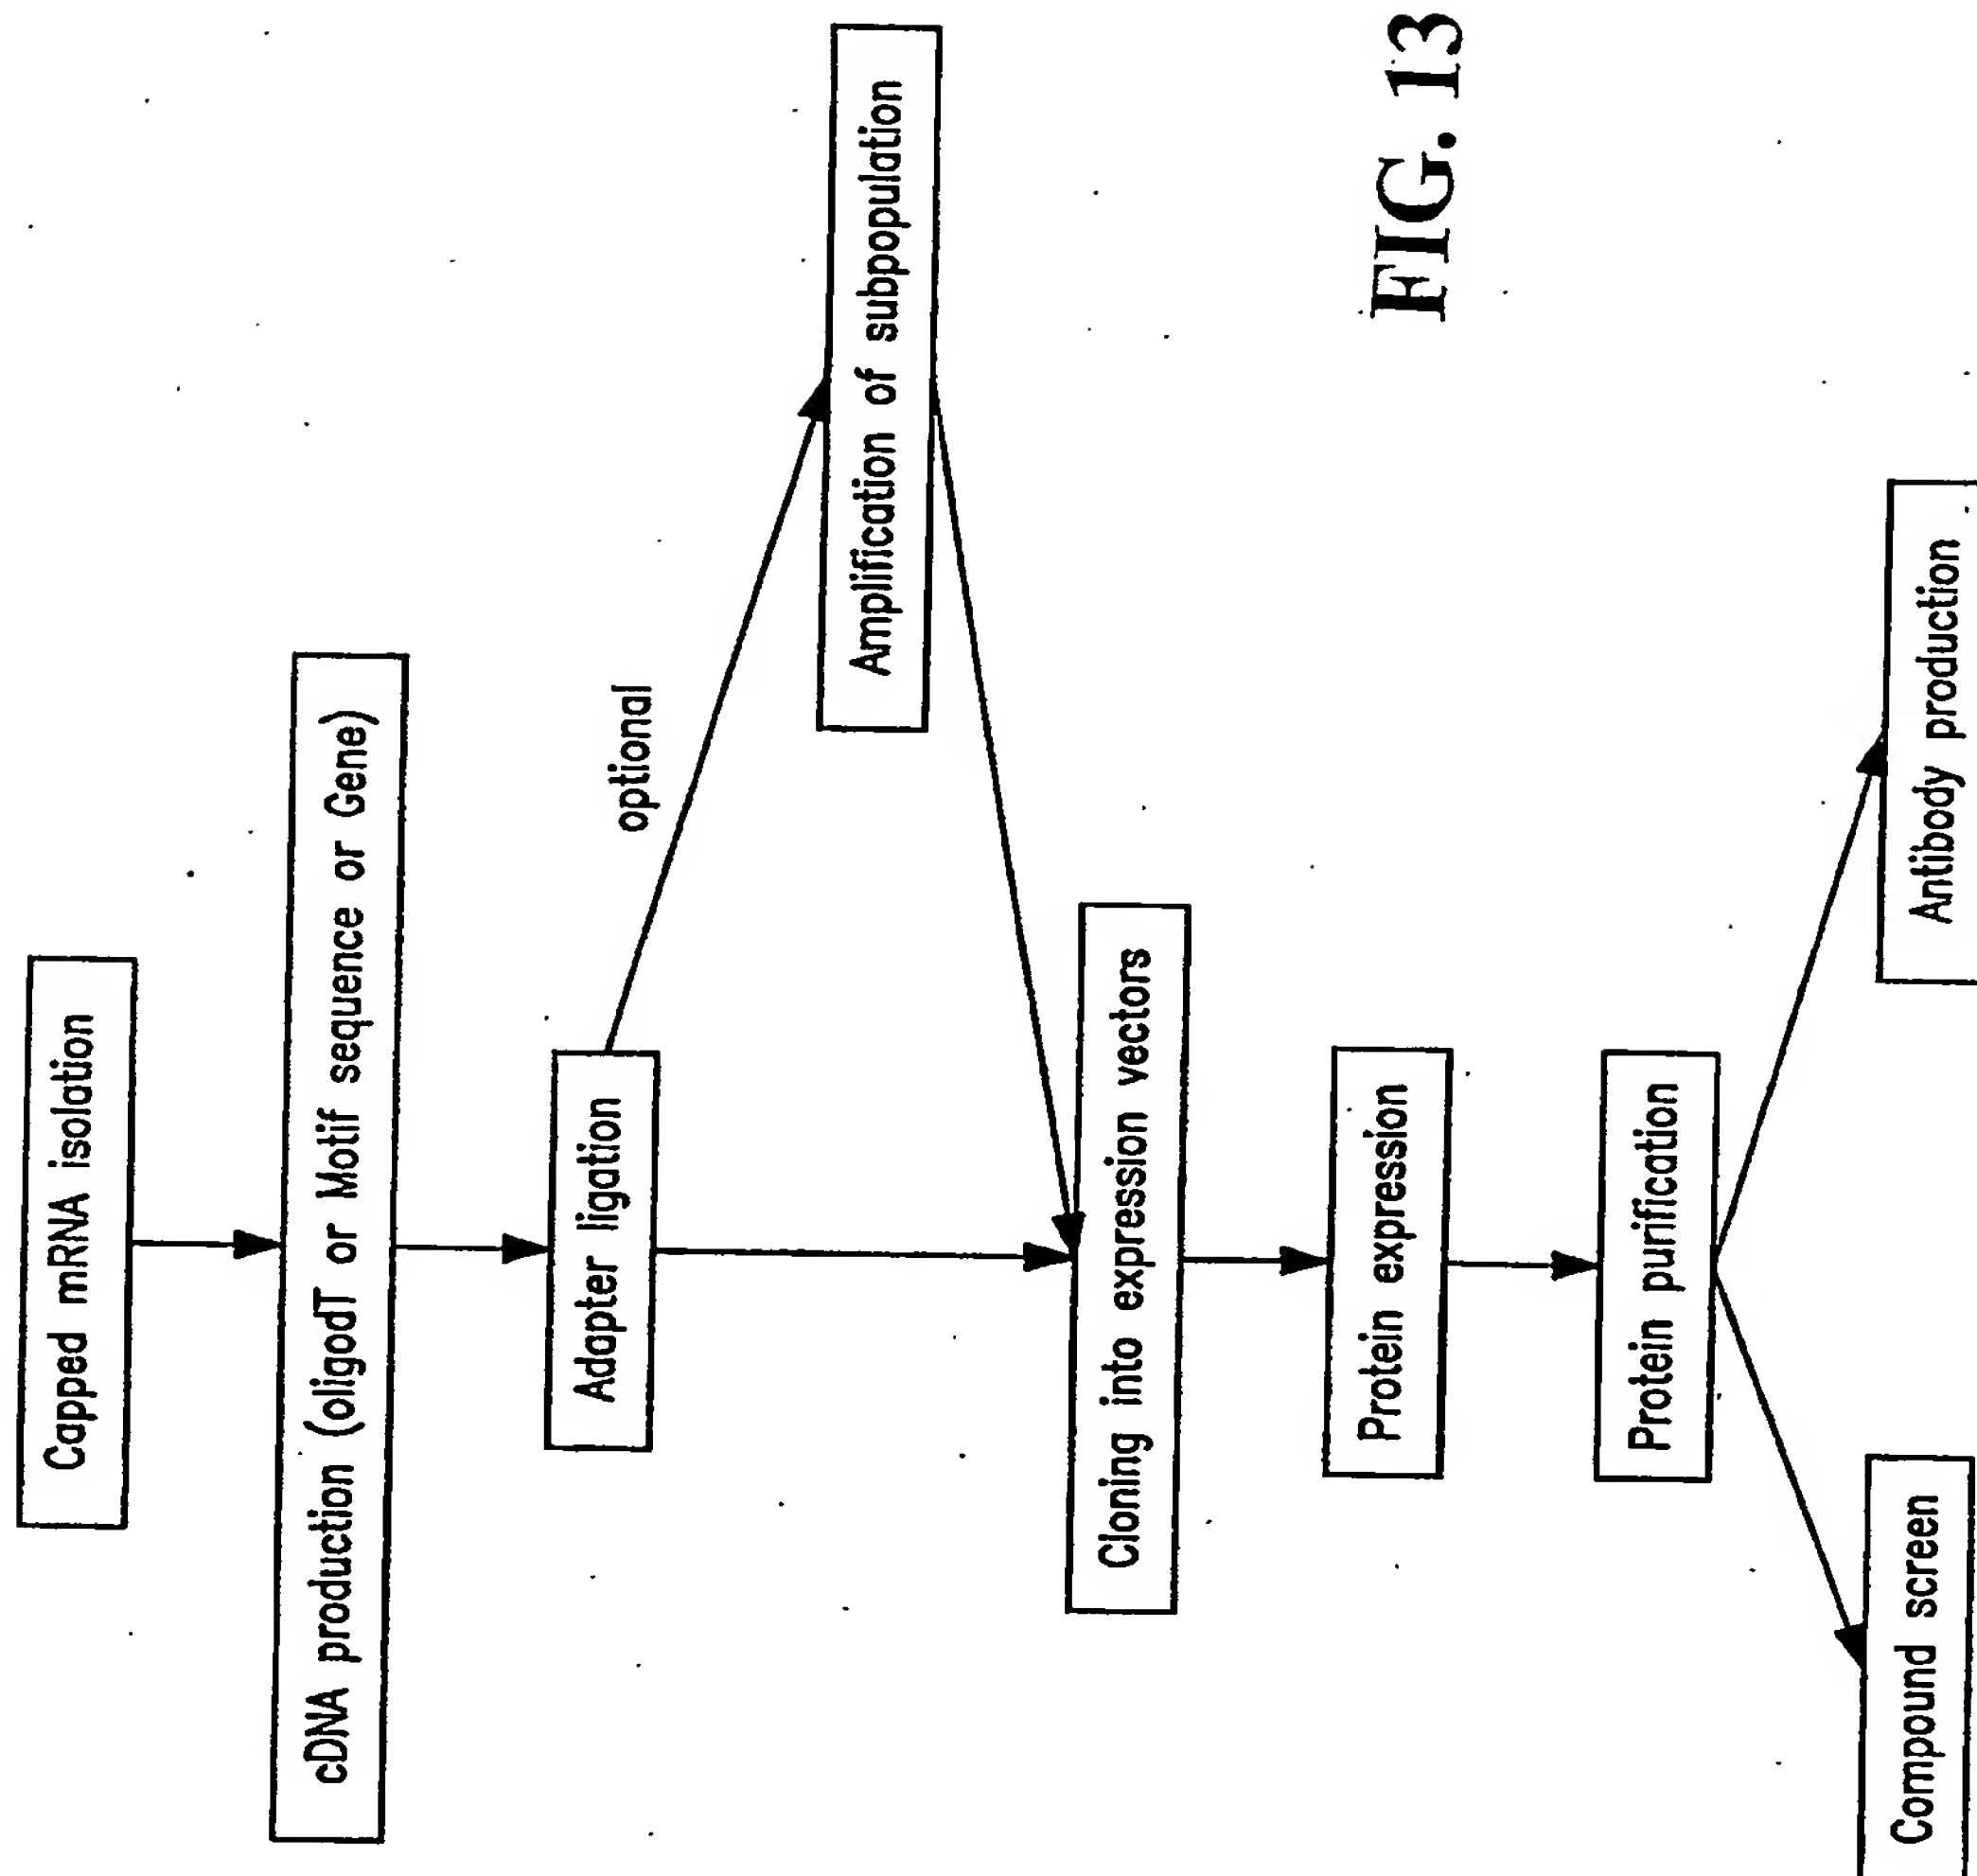 Capped mRNA isolation
cDNA production (oligodT or Motif sequence or Gene)
Adapter ligation
optional
Amplification of subpopulation
Cloning into expression vectors
Protein expression
Protein purification
Compound screen
Antibody production
FIG. 13